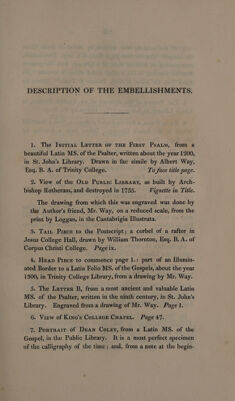 DESCRIPTION OF THE EMBELLISHMENTS.
1. The Initial Letter of the First Psalm, from a
beautiful Latin MS. of the Psalter, written about the year 1200,
in St. John's Library. Drawn in fac simile by Albert Way,
Esq. B. A. of Trinity College. To face title page.
2. View of the Old Public Library, as built by Arch-
bishop Rotheram, and destroyed in 1755. Vignette in Title.
The drawing from which this was engraved was done by
the Author's friend, Mr. Way, on a reduced scale, from the
print by Loggan, in the Cantabrigia Illustrata.
3. Tail Piece to the Postscript; a corbel of a rafter in
Jesus College Hall, drawn by William Thornton, Esq. B. A. of
Corpus Christi College. Page ix.
4. Head Piece to commence page 1.: part of an Illumin-
ated Border to a Latin Folio MS. of the Gospels, about the year
1300, in Trinity College Library, from a drawing by Mr. Way.
5. The Letter B, from a most ancient and valuable Latin
MS. of the Psalter, written in the ninth century, in St. John's
Library. Engraved from a drawing of Mr. Way. Page 1.
6. View of King's College Chapel. Page 47.
7. Portrait of Dean Colet, from a Latin MS. of the
Gospel, in the Public Library. It is a most perfect specimen
of the calligraphy of the time; and, from a note at the begin-